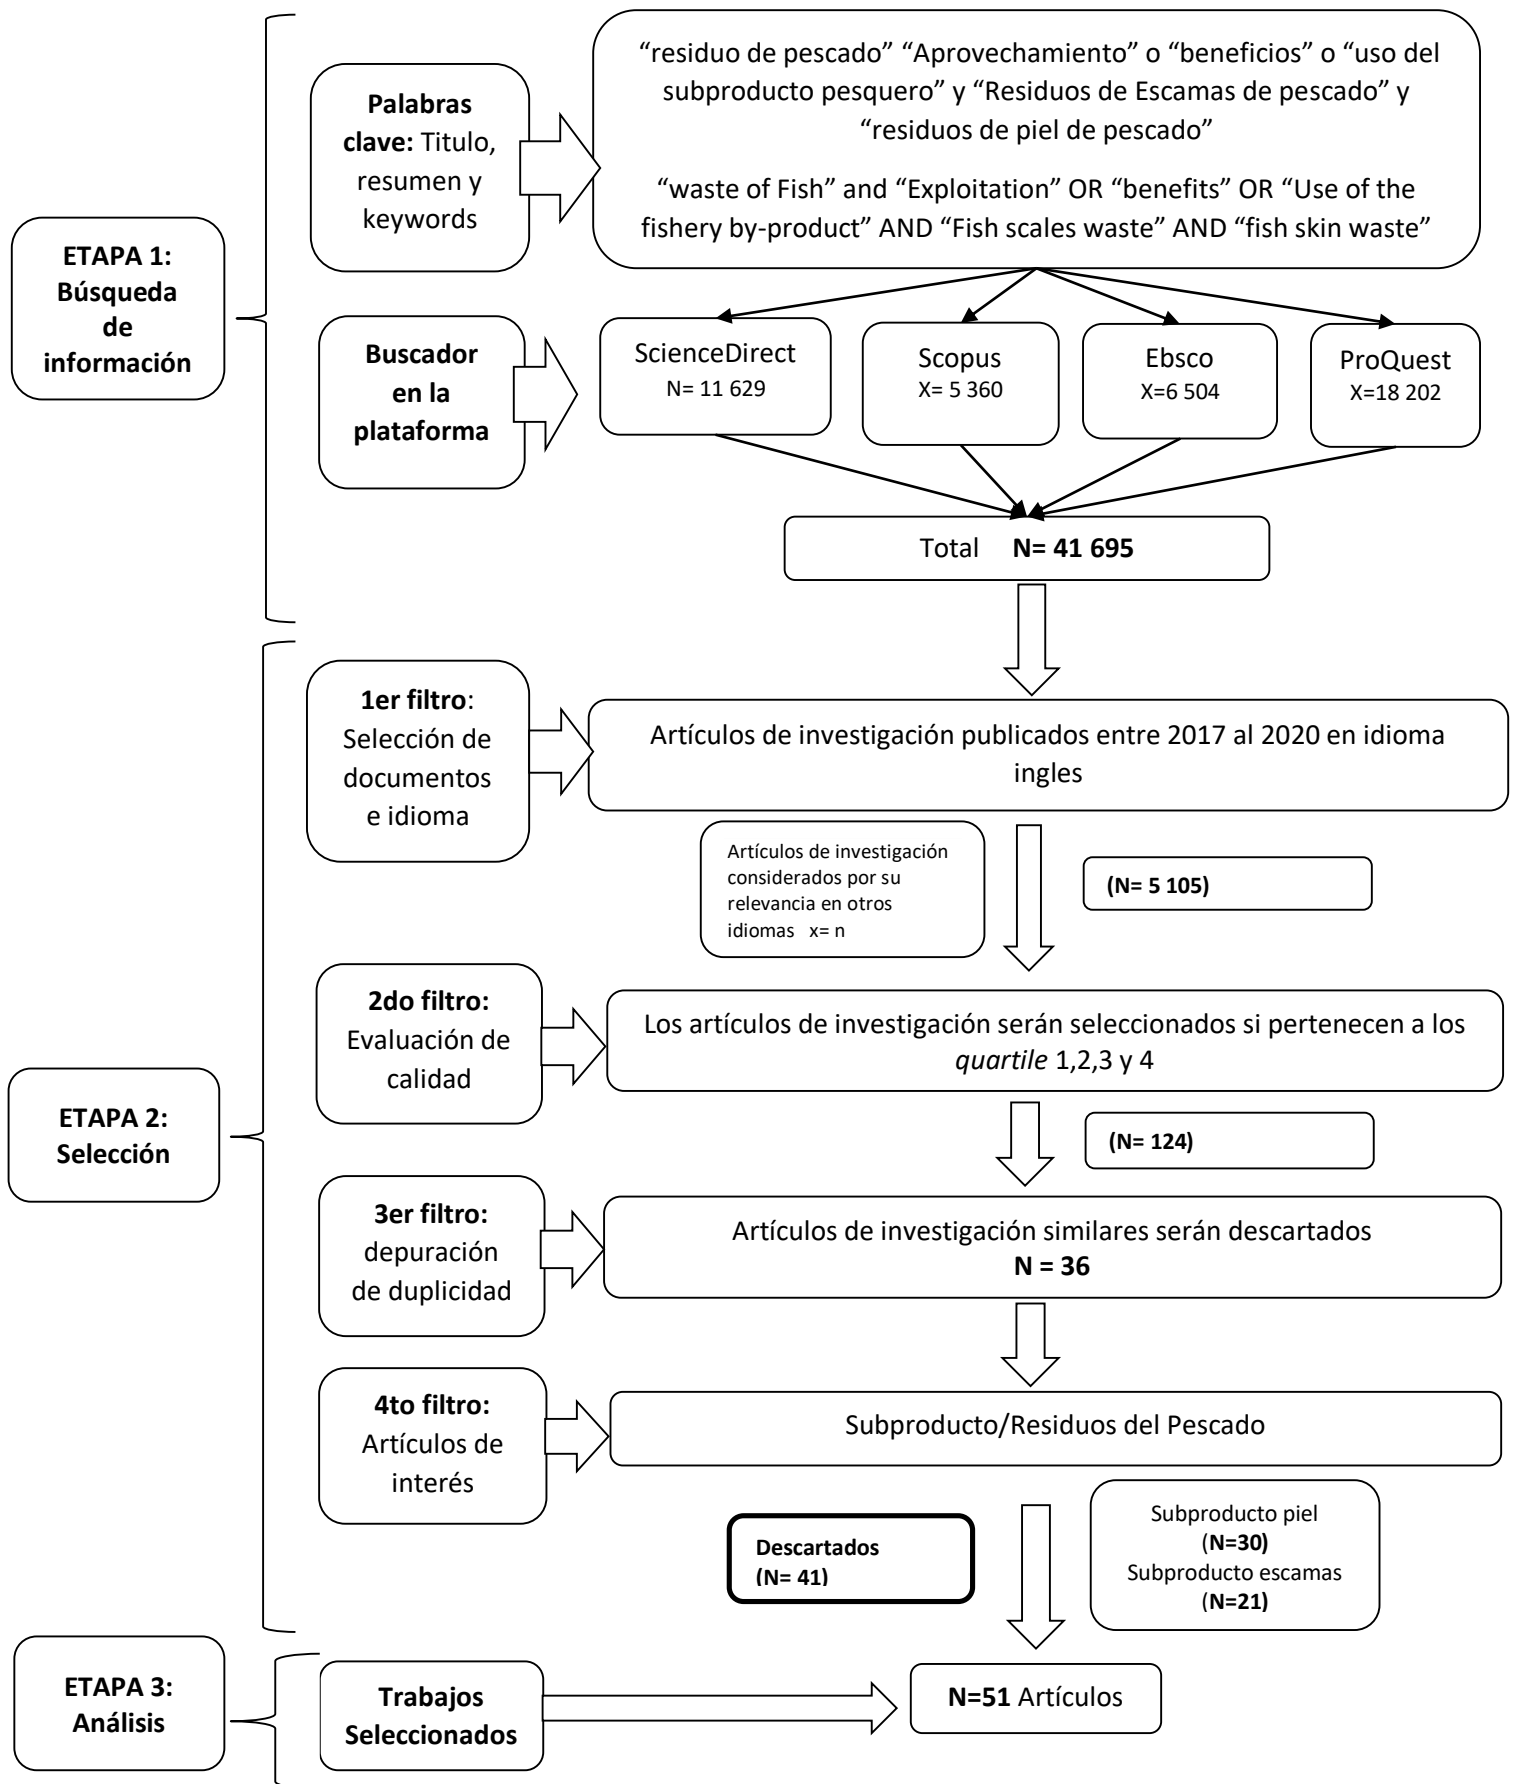 “residuo de pescado” “Aprovechamiento” o “beneficios” o “uso del
subproducto pesquero” y “Residuos de Escamas de pescado” y
“residuos de piel de pescado”
“waste of Fish” and “Exploitation” OR “benefits” OR “Use of the
fishery by-product” AND “Fish scales waste” AND “fish skin waste”
Palabras
clave: Titulo,
resumen y
keywords
ETAPA 1:
Búsqueda
de
información
Buscador
en la
plataforma
ScienceDirect
N= 11 629
Scopus
X= 5 360
Ebsco
X=6 504
ProQuest
X=18 202
Total N= 41 695
1er filtro:
Selección de
documentos
e idioma
Artículos de investigación publicados entre 2017 al 2020 en idioma
ingles
Artículos de investigación
considerados por su
relevancia en otros
idiomas x= n
(N= 5 105)
2do filtro:
Evaluación de
calidad
Los artículos de investigación serán seleccionados si pertenecen a los
quartile 1,2,3 y 4
ETAPA 2:
Selección
(N= 124)
3er filtro:
depuración
de duplicidad
Artículos de investigación similares serán descartados
N = 36
4to filtro:
Artículos de
interés
Subproducto/Residuos del Pescado
Descartados
(N= 41)
Subproducto piel
(N=30)
Subproducto escamas
(N=21)
ETAPA 3:
Análisis
Trabajos
Seleccionados
N=51 Artículos